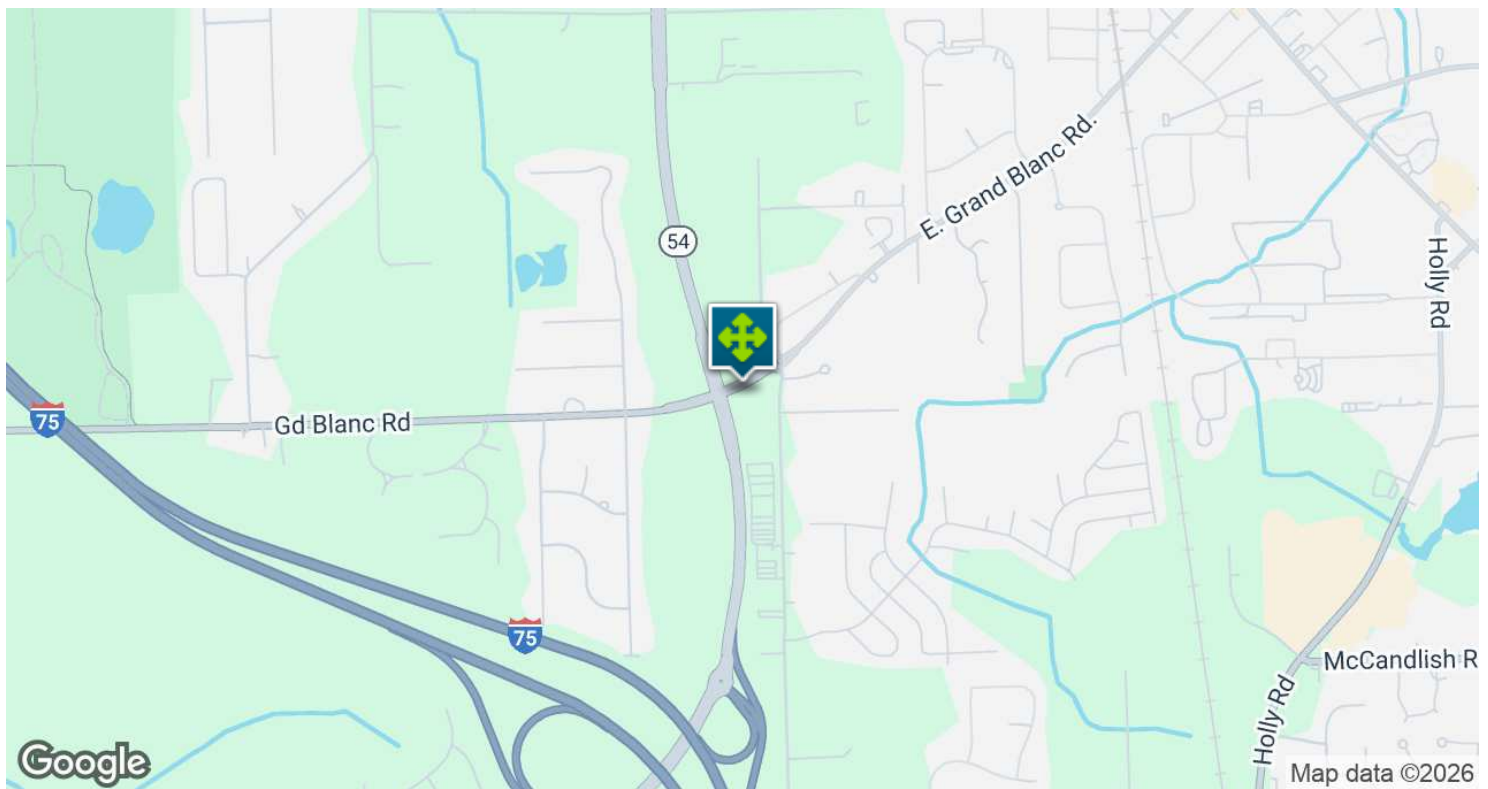 E. Grand Blanc Rd.
54
Holly Rd
75
Gd Blanc Rd
75
McCandlish R
Holly Rd
Google
Map data ©2026